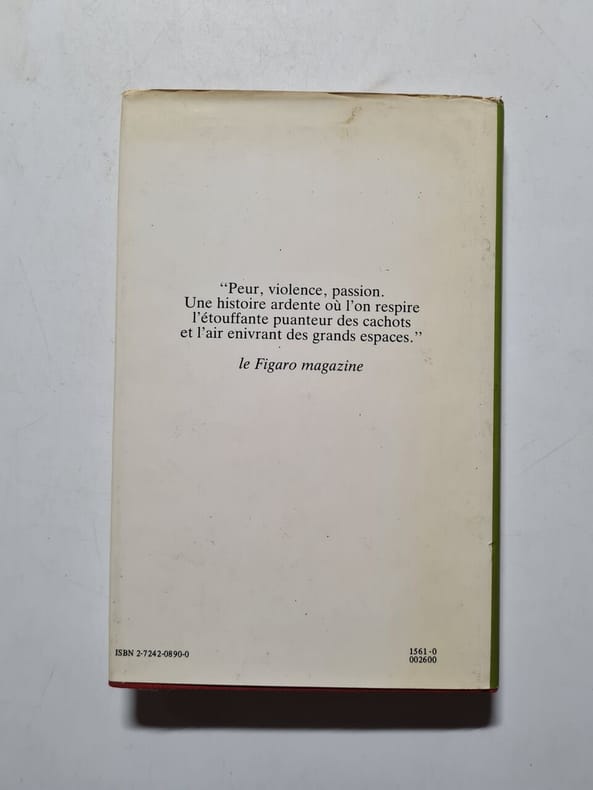 “Peur, violence, passion.
Une histoire ardente où l'on respire
l'étouffante puanteur des cachots
et l'air enivrant des grands espaces.”
le Figaro magazine
ISBN 2-7242-0890-0
1561-0
002600